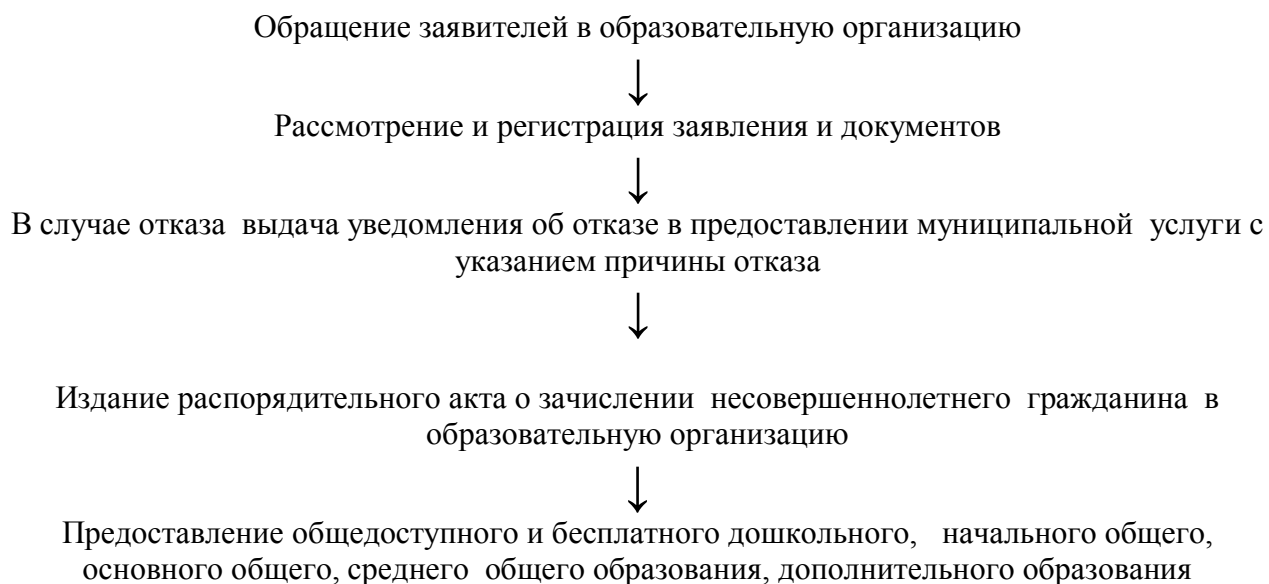 Обращение заявителей в образовательную организацию
↓
Рассмотрение и регистрация заявления и документов
↓
В случае отказа  выдача уведомления об отказе в предоставлении муниципальной  услуги с
указанием причины отказа
↓
Издание распорядительного акта о зачислении  несовершеннолетнего  гражданина  в
образовательную организацию
↓
Предоставление общедоступного и бесплатного дошкольного,   начального общего,
основного общего, среднего  общего образования, дополнительного образования